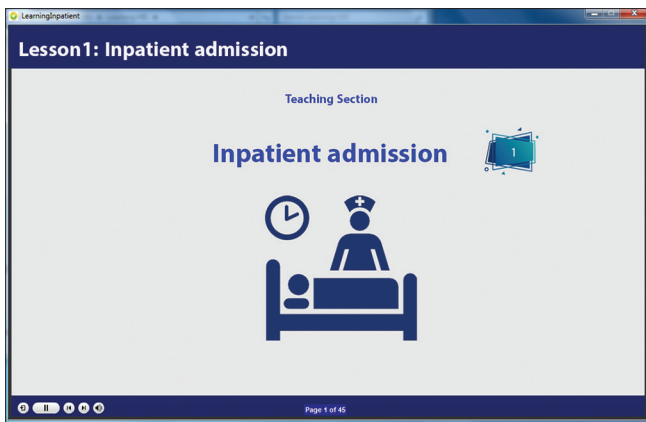 LearningInpatient
Lesson1: Inpatient admission
Teaching Section
Inpatient admission
1
Page 1 of 45